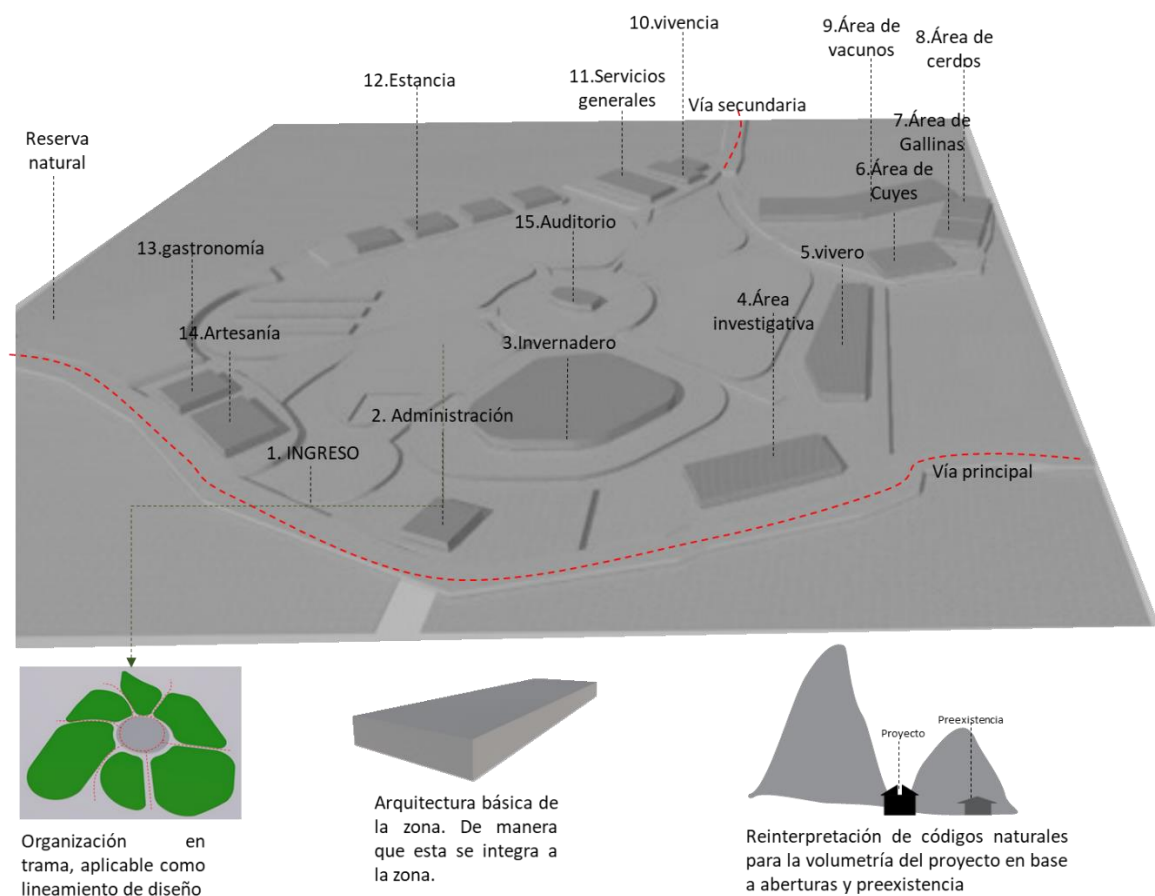 10.vivencia
9.Área de
vacunos
8.Área de
cerdos
12.Estancia
11.Servicios
generales
Vía secundaria
Reserva
natural
7.Área de
Gallinas
6.Área de
Cuyes
15.Auditorio
13.gastronomía
5.vivero
4.Área
investigativa
14.Artesanía
3.Invernadero
2. Administración
1. INGRESO
Vía principal
Organización en
trama, aplicable como
lineamiento de diseño
Arquitectura básica de
la zona. De manera
que esta se integra a
la zona.
Preexistencia
Proyecto
Reinterpretación de códigos naturales
para la volumetría del proyecto en base
a aberturas y preexistencia